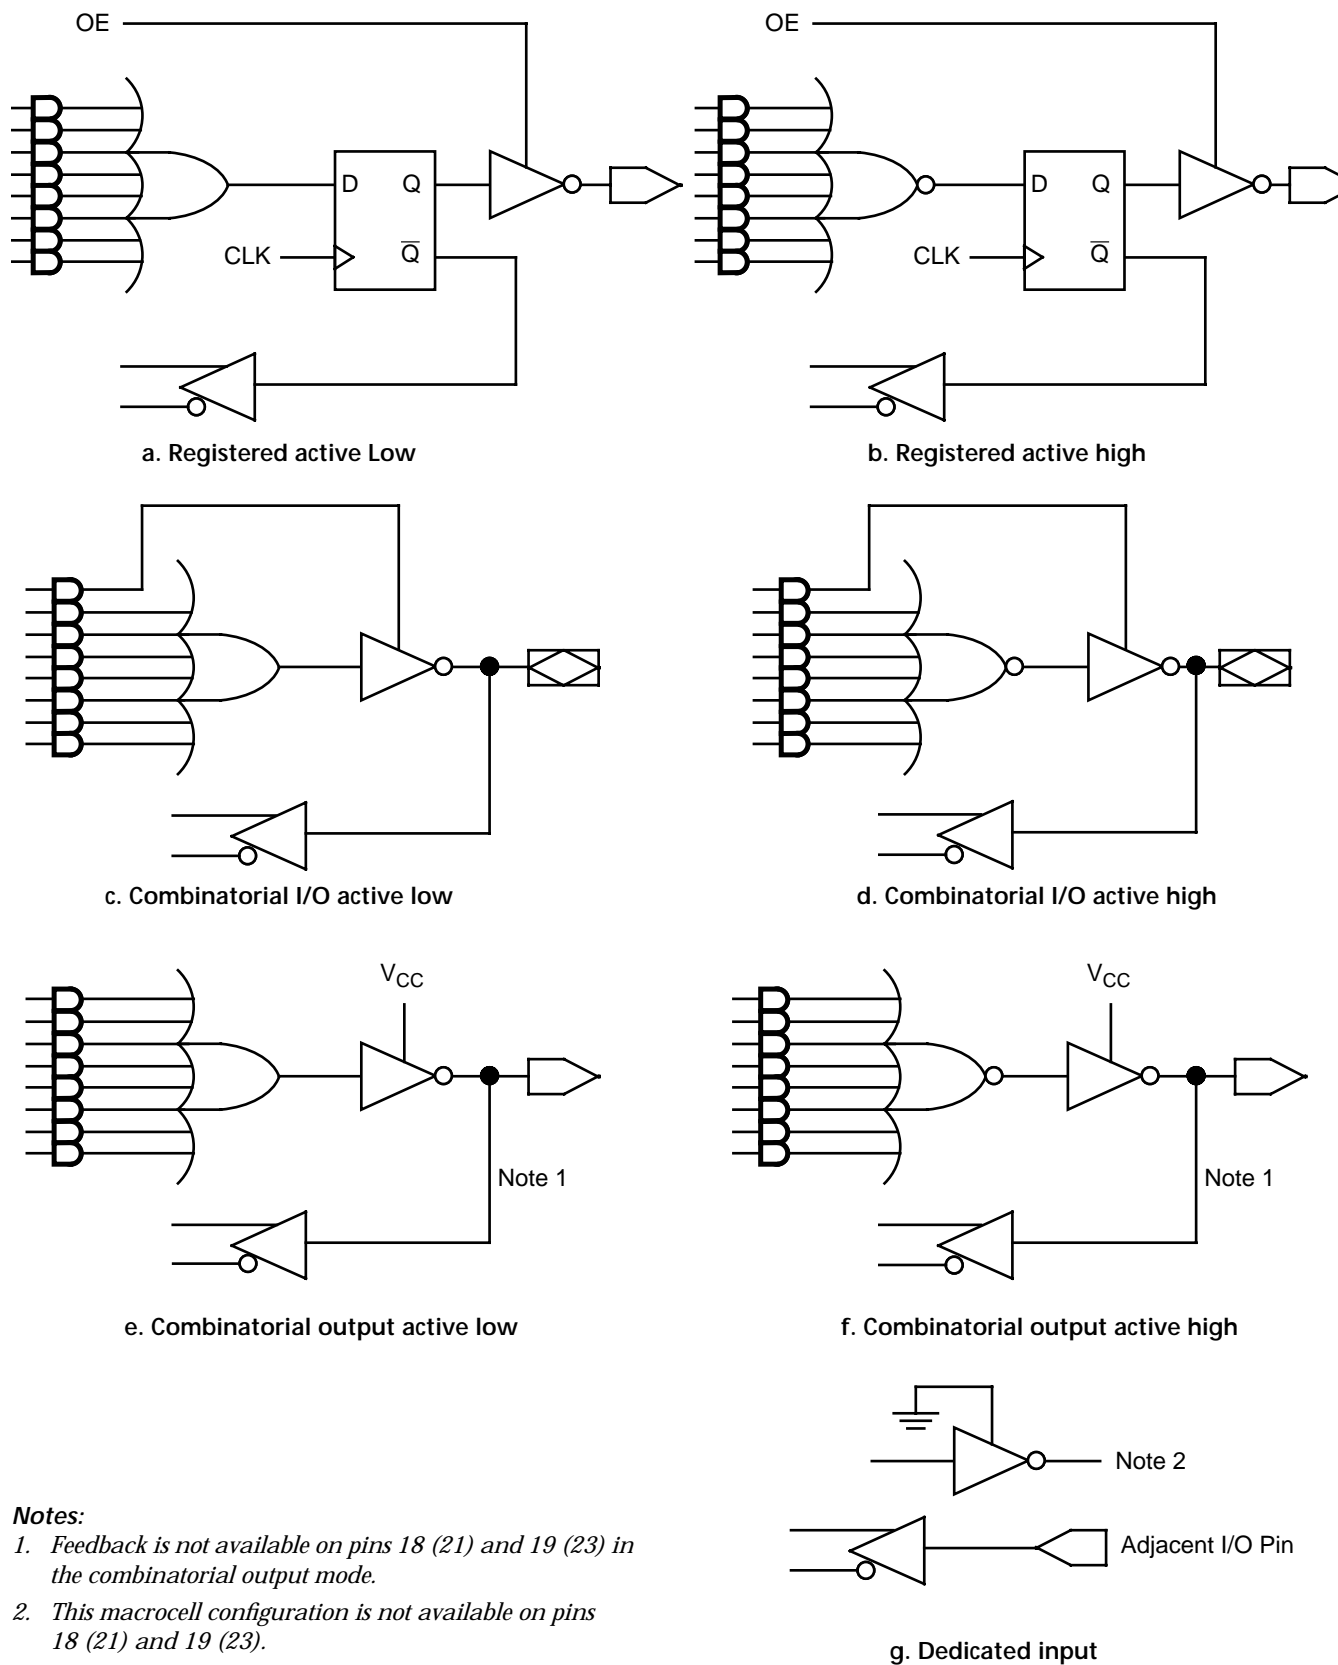 OE
OE
D Q
CLK Q̅
D Q
CLK Q̅
a. Registered active Low
b. Registered active high
c. Combinatorial I/O active low
d. Combinatorial I/O active high
VCC
VCC
Note 1
Note 1
e. Combinatorial output active low
f. Combinatorial output active high
Note 2
Adjacent I/O Pin
g. Dedicated input
Notes:
1. Feedback is not available on pins 18 (21) and 19 (23) in
the combinatorial output mode.
2. This macrocell configuration is not available on pins
18 (21) and 19 (23).